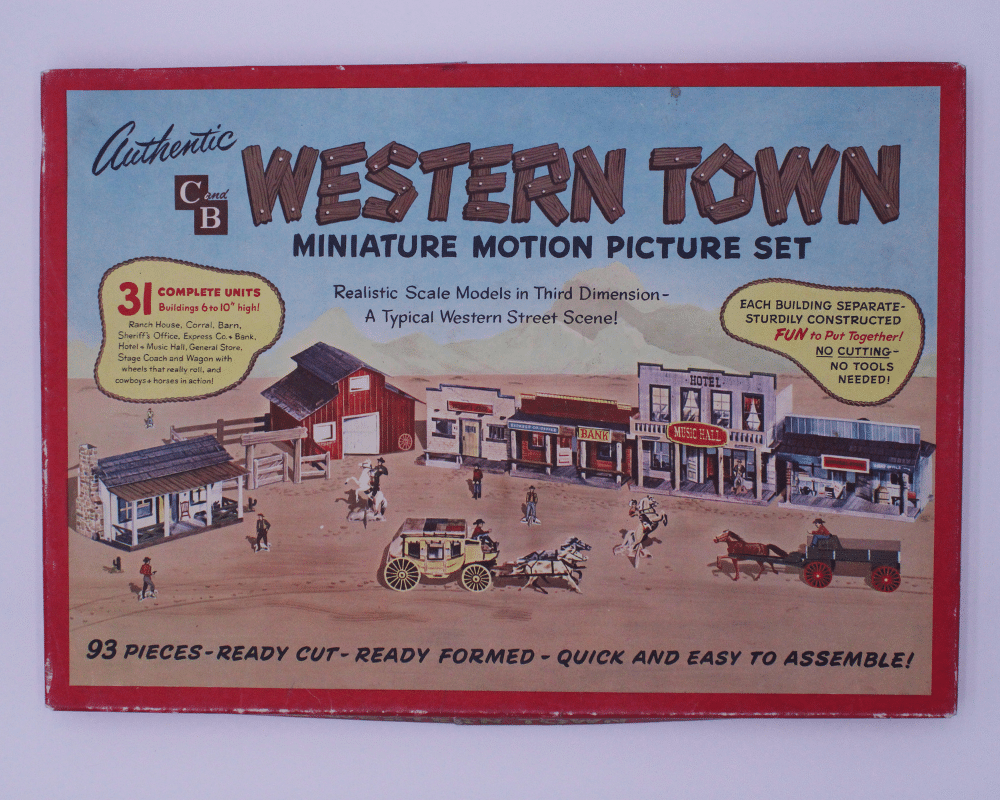 Authentic
C and B
WESTERN TOWN
MINIATURE MOTION PICTURE SET
31 COMPLETE UNITS
Buildings 6 to 10" high!
Ranch House, Corral, Barn,
Sheriff's Office, Express Co. + Bank,
Hotel + Music Hall, General Store,
Stage Coach and Wagon with
wheels that really roll, and
cowboys + horses in action!
Realistic Scale Models in Third Dimension-
A Typical Western Street Scene!
EACH BUILDING SEPARATE-
STURDILY CONSTRUCTED
FUN to Put Together!
NO CUTTING-
NO TOOLS
NEEDED!
HOTEL
BANK
MUSIC HALL
93 PIECES-READY CUT-READY FORMED-QUICK AND EASY TO ASSEMBLE!